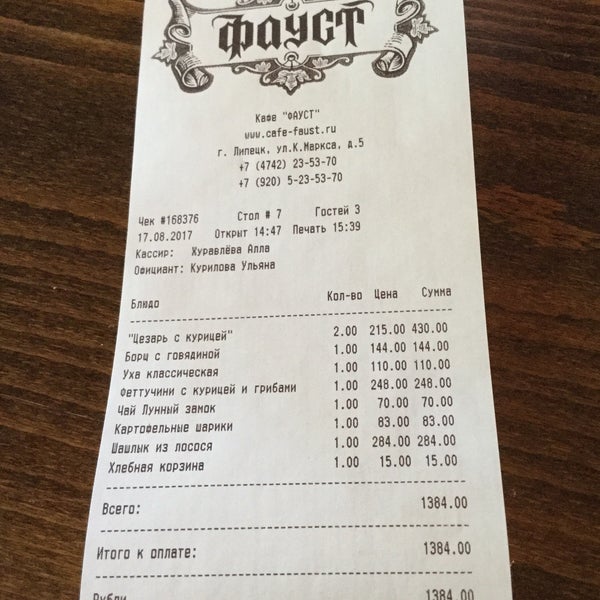 ФАУСТ
Кафе "ФАУСТ"
www.cafe-faust.ru
г. Липецк, ул.К.Маркса, д.5
+7 (4742) 23-53-70
+7 (920) 5-23-53-70
Чек #168376 Стол # 7 Гостей 3
17.08.2017 Открыт 14:47 Печать 15:39
Кассир: Журавлёва Алла
Официант: Курилова Ульяна
Блюдо Кол-во Цена Сумма
"Цезарь с курицей" 2.00 215.00 430.00
Борщ с говядиной 1.00 144.00 144.00
Уха классическая 1.00 110.00 110.00
Феттучини с курицей и грибами 1.00 248.00 248.00
Чай Лунный замок 1.00 70.00 70.00
Картофельные шарики 1.00 83.00 83.00
Шашлык из лосося 1.00 284.00 284.00
Хлебная корзина 1.00 15.00 15.00
Всего: 1384.00
Итого к оплате: 1384.00
Рубли 1384.00